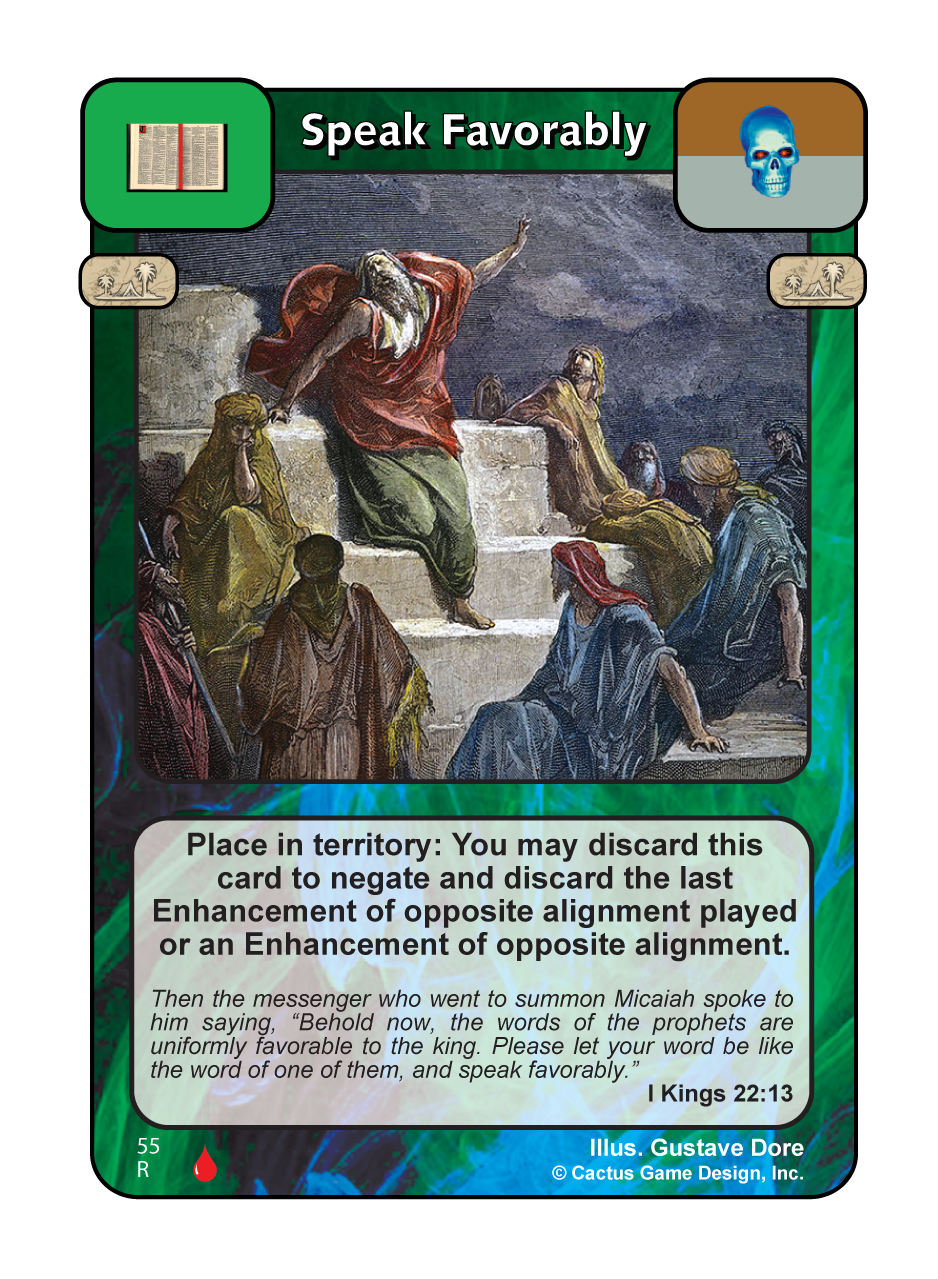 Speak Favorably
Place in territory: You may discard this
card to negate and discard the last
Enhancement of opposite alignment played
or an Enhancement of opposite alignment.
Then the messenger who went to summon Micaiah spoke to
him saying, “Behold now, the words of the prophets are
uniformly favorable to the king. Please let your word be like
the word of one of them, and speak favorably.”
I Kings 22:13
55
R
Illus. Gustave Dore
© Cactus Game Design, Inc.